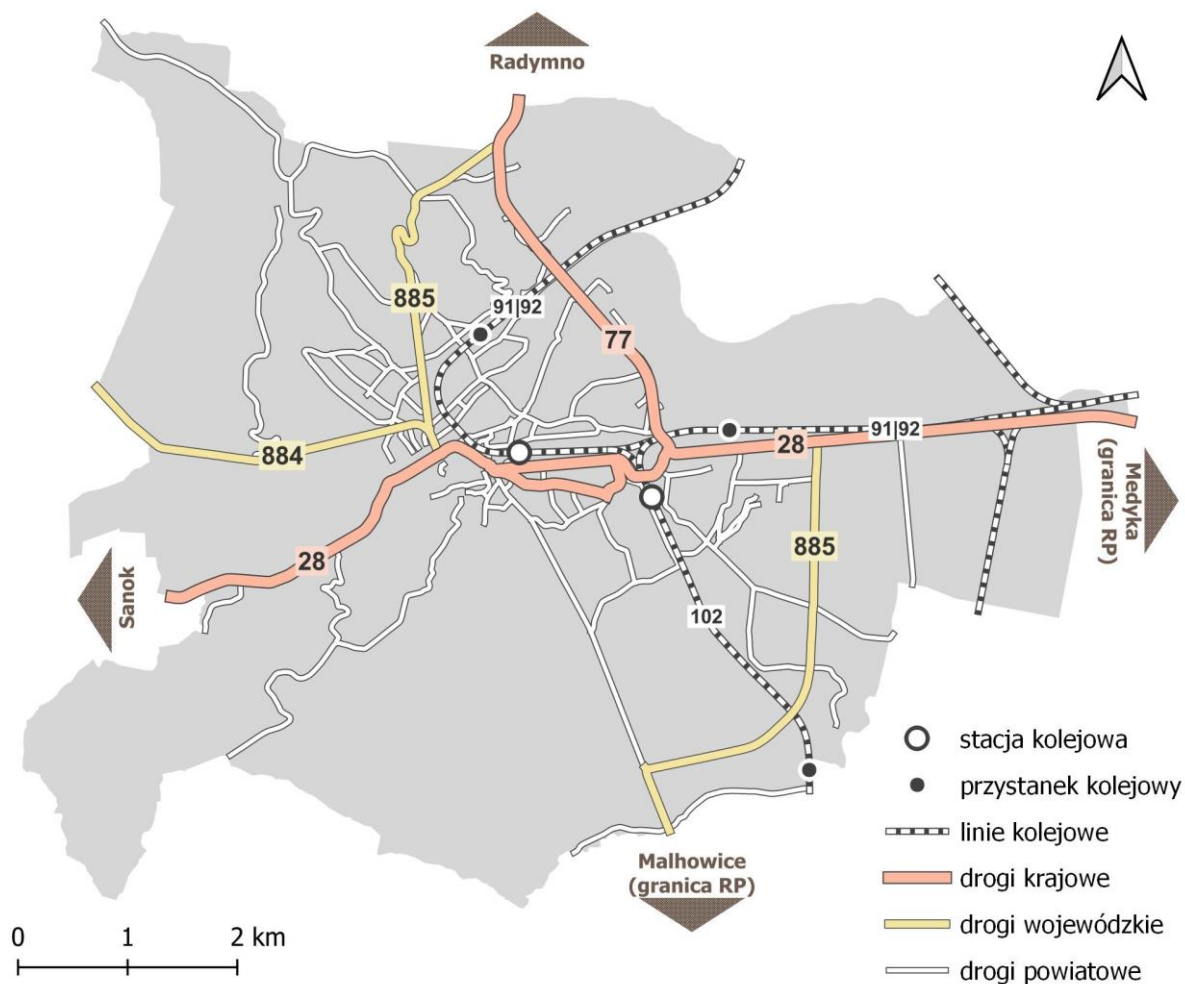 Radymno
91|92
885
77
884
28
91|92
Medyka
(granica RP)
28
885
Sanok
102
stacja kolejowa
przystanek kolejowy
linie kolejowe
Malhowice
(granica RP)
drogi krajowe
drogi wojewódzkie
0 1 2 km
drogi powiatowe